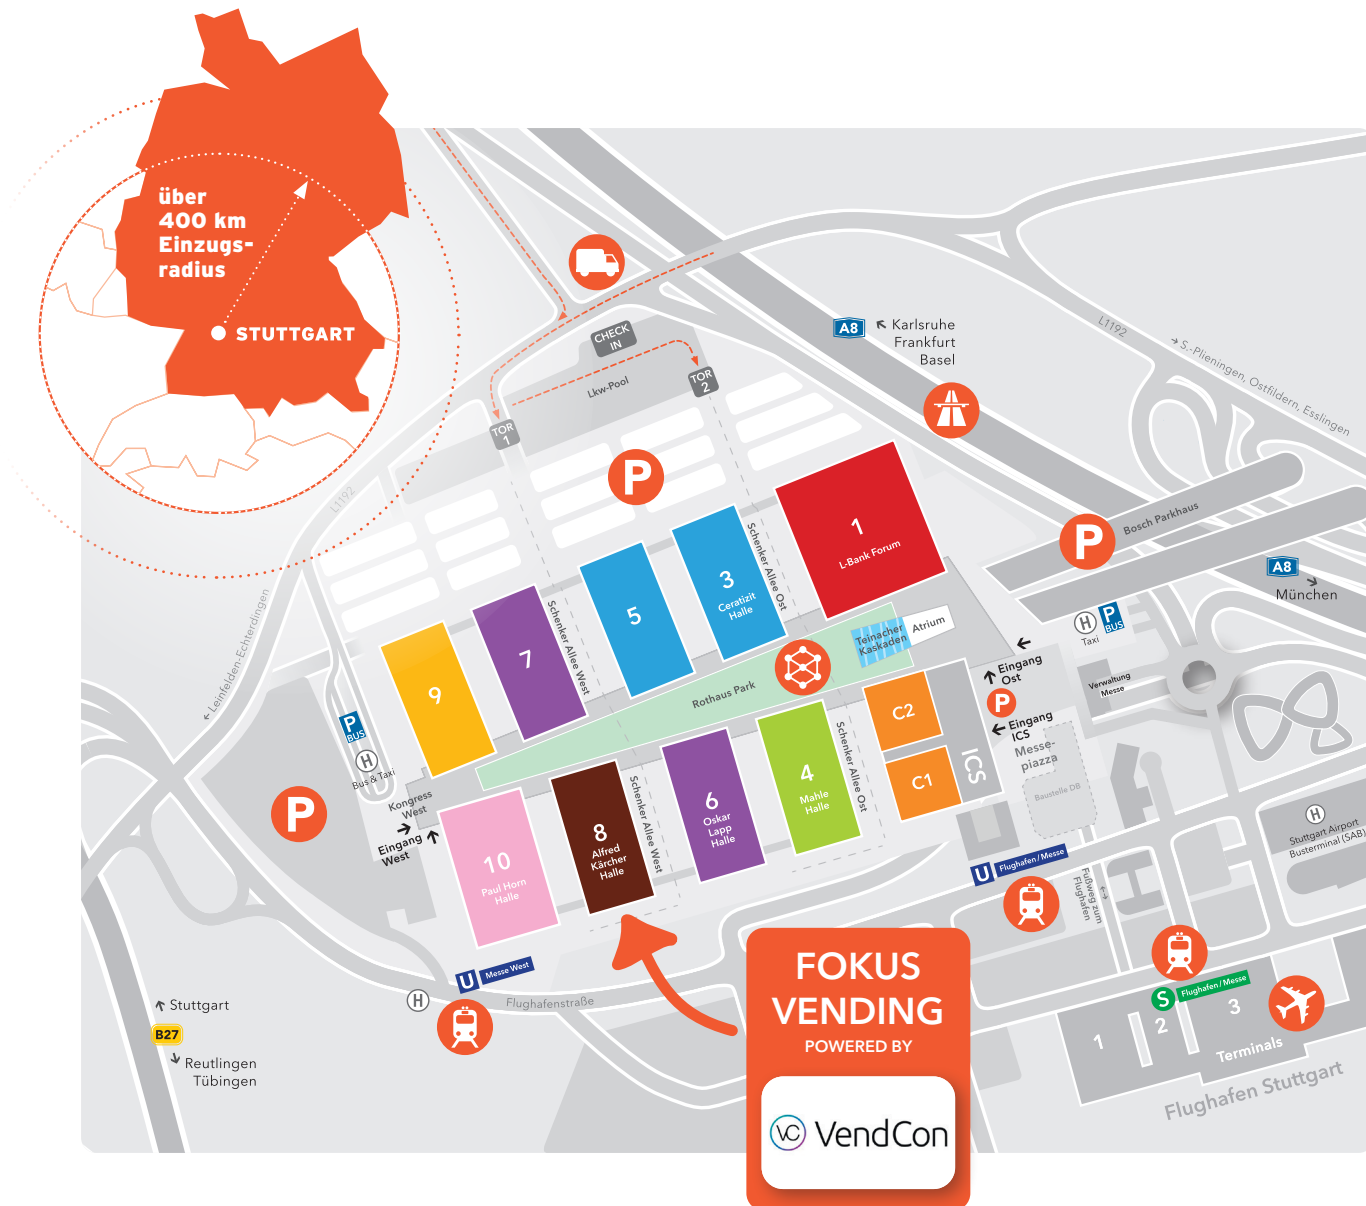 über
400 km
Einzugs-
radius
STUTTGART
CHECK
IN
Lkw-Pool
TOR
1
TOR
2
A8
Karlsruhe
Frankfurt
Basel
L1192
S.-Plieningen, Ostfildern, Esslingen
L1192
Leinfelden-Echterdingen
P
P
Bosch Parkhaus
A8
München
1
L-Bank Forum
3
Ceratizit
Halle
5
7
9
Schenker Allee Ost
Schenker Allee West
Teinacher
Kaskaden
Atrium
Rothaus Park
H
Taxi
P
BUS
Eingang
Ost
P
Eingang
ICS
Verwaltung
Messe
Messe-
piazza
Baustelle DB
C2
C1
ICS
4
Mahle
Halle
6
Oskar
Lapp
Halle
8
Alfred
Kärcher
Halle
10
Paul Horn
Halle
Schenker Allee West
Schenker Allee Ost
P
BUS
H
Bus & Taxi
P
Kongress
West
Eingang
West
U Flughafen/Messe
Fußweg zum
Flughafen
H
Stuttgart Airport
Busterminal (SAB)
U Messe West
H
Flughafenstraße
Stuttgart
B27
Reutlingen
Tübingen
S Flughafen/Messe
1
2
3
Terminals
Flughafen Stuttgart
FOKUS
VENDING
POWERED BY
VC VendCon